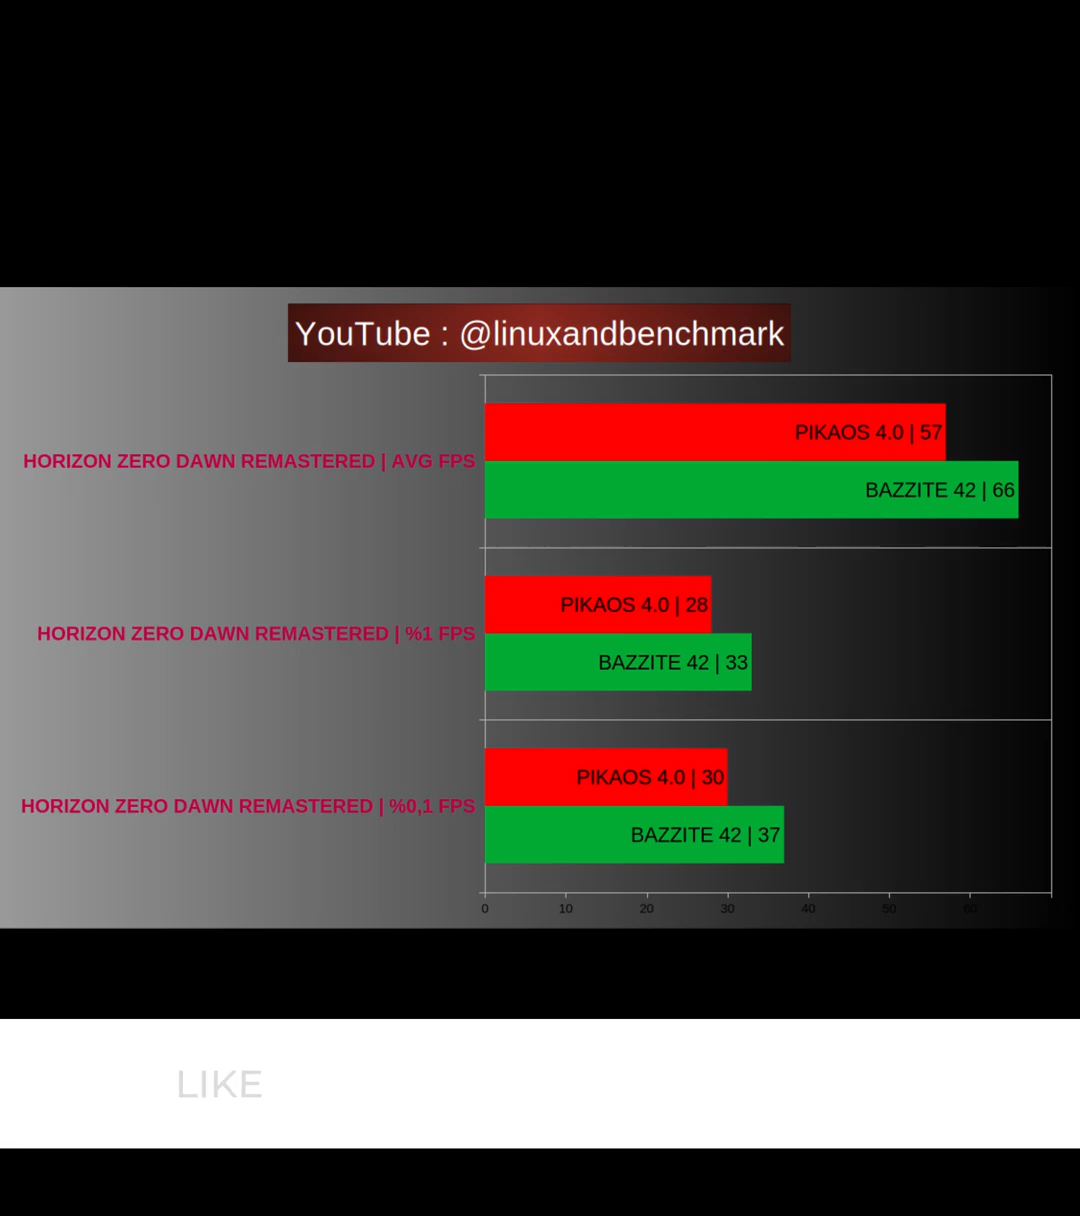 YouTube : @linuxandbenchmark
HORIZON ZERO DAWN REMASTERED | AVG FPS
PIKAOS 4.0 | 57
BAZZITE 42 | 66
HORIZON ZERO DAWN REMASTERED | %1 FPS
PIKAOS 4.0 | 28
BAZZITE 42 | 33
HORIZON ZERO DAWN REMASTERED | %0,1 FPS
PIKAOS 4.0 | 30
BAZZITE 42 | 37
0 10 20 30 40 50 60
LIKE